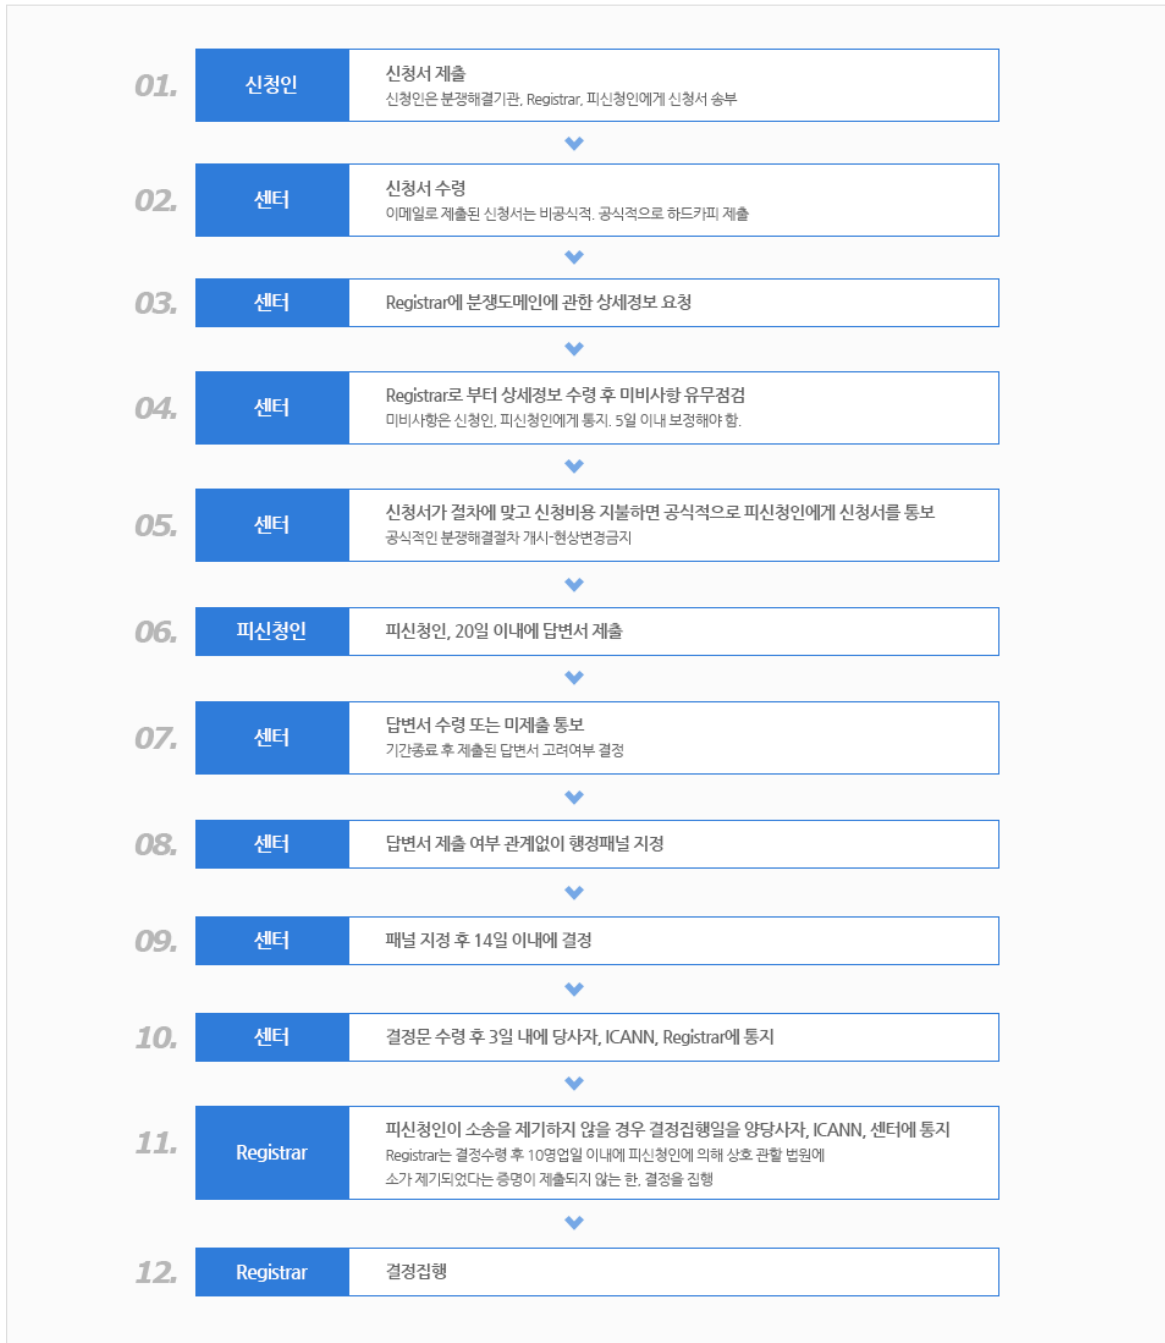 01. 신청인 신청서 제출
신청인은 분쟁해결기관, Registrar, 피신청인에게 신청서 송부
02. 센터 신청서 수령
이메일로 제출된 신청서는 비공식적. 공식적으로 하드카피 제출
03. 센터 Registrar에 분쟁도메인에 관한 상세정보 요청
04. 센터 Registrar로 부터 상세정보 수령 후 미비사항 유무점검
미비사항은 신청인, 피신청인에게 통지. 5일 이내 보정해야 함.
05. 센터 신청서가 절차에 맞고 신청비용 지불하면 공식적으로 피신청인에게 신청서를 통보
공식적인 분쟁해결절차 개시-현상변경금지
06. 피신청인 피신청인, 20일 이내에 답변서 제출
07. 센터 답변서 수령 또는 미제출 통보
기간종료 후 제출된 답변서 고려여부 결정
08. 센터 답변서 제출 여부 관계없이 행정패널 지정
09. 센터 패널 지정 후 14일 이내에 결정
10. 센터 결정문 수령 후 3일 내에 당사자, ICANN, Registrar에 통지
11. Registrar 피신청인이 소송을 제기하지 않을 경우 결정집행일을 양당사자, ICANN, 센터에 통지
Registrar는 결정수령 후 10영업일 이내에 피신청인에 의해 상호 관할 법원에
소가 제기되었다는 증명이 제출되지 않는 한, 결정을 집행
12. Registrar 결정집행